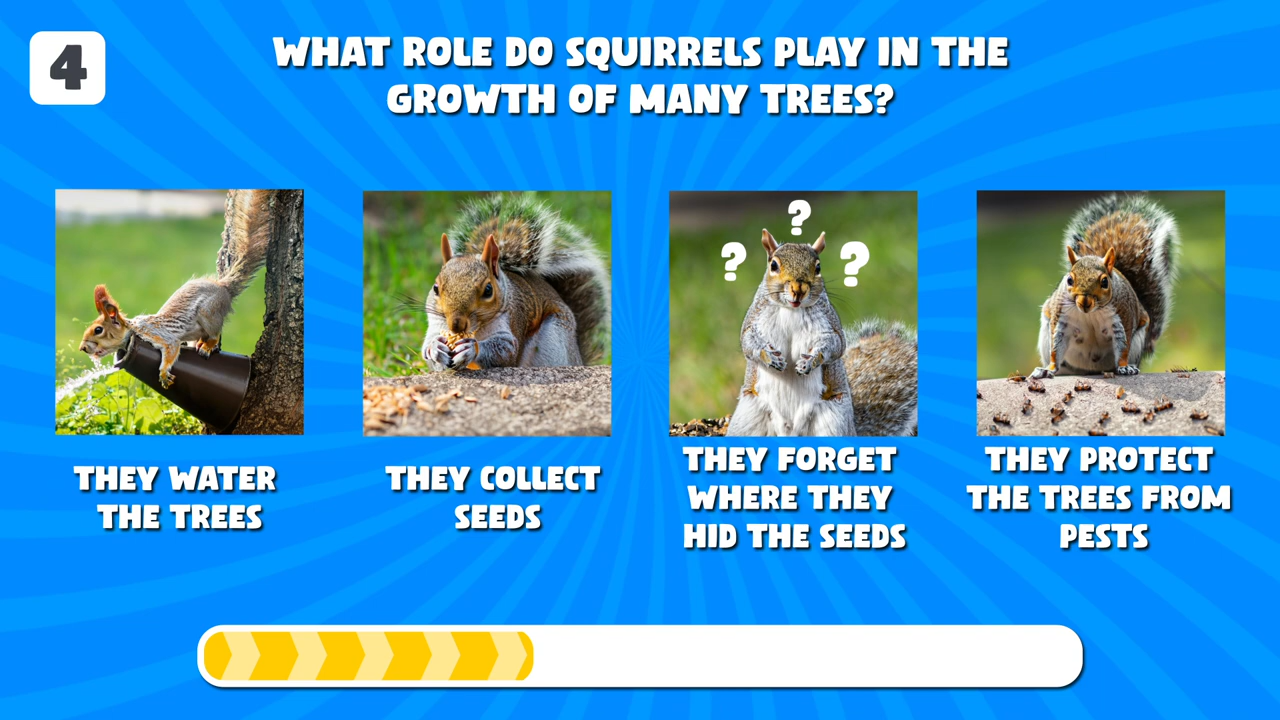 4
WHAT ROLE DO SQUIRRELS PLAY IN THE
GROWTH OF MANY TREES?
? ? ?
THEY WATER
THE TREES
THEY COLLECT
SEEDS
THEY FORGET
WHERE THEY
HID THE SEEDS
THEY PROTECT
THE TREES FROM
PESTS